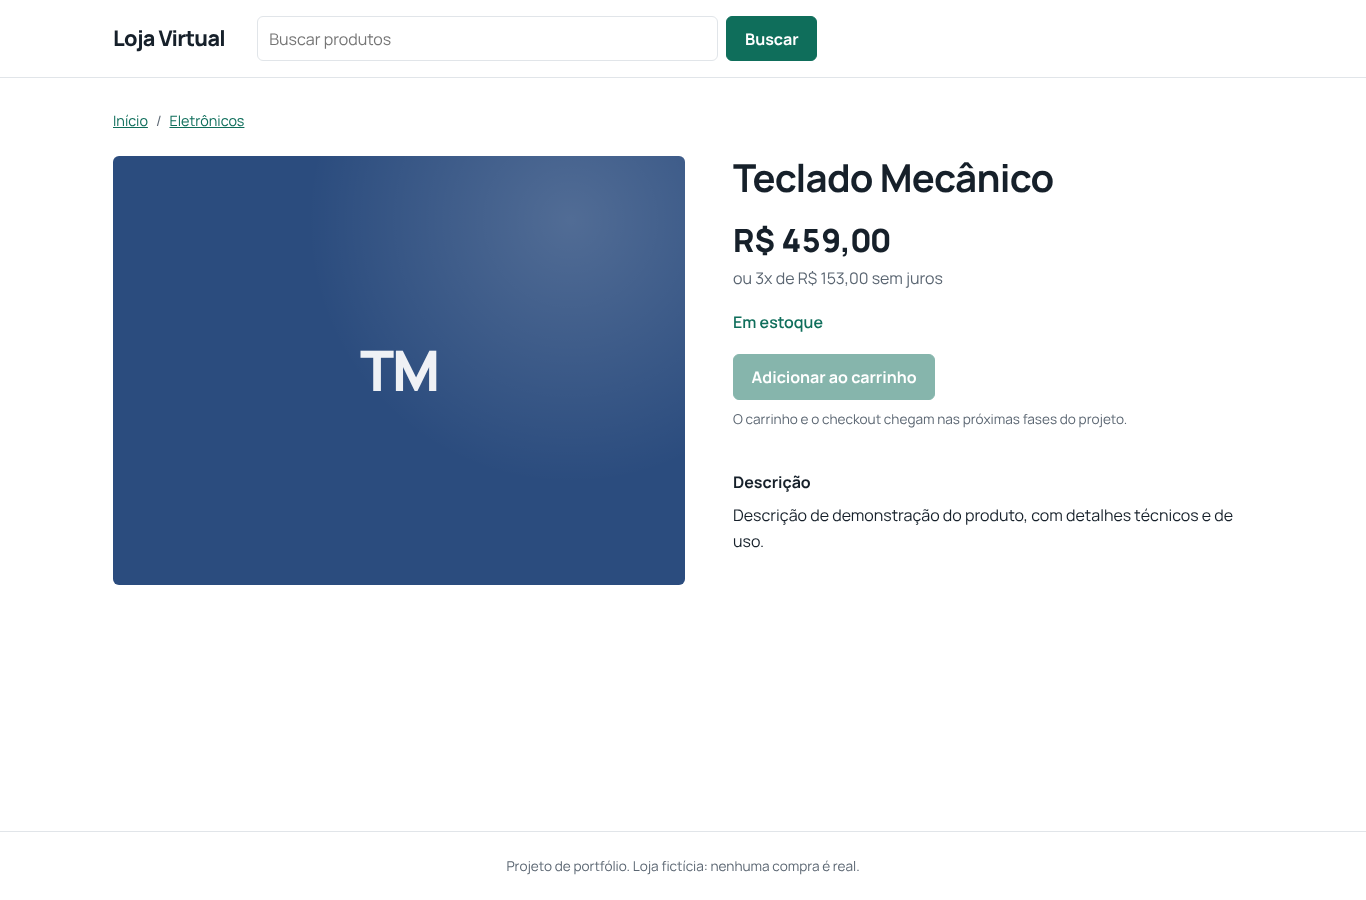 Loja Virtual
Buscar produtos
Buscar
Início / Eletrônicos
TM
Teclado Mecânico
R$ 459,00
ou 3x de R$ 153,00 sem juros
Em estoque
Adicionar ao carrinho
O carrinho e o checkout chegam nas próximas fases do projeto.
Descrição
Descrição de demonstração do produto, com detalhes técnicos e de
uso.
Projeto de portfólio. Loja fictícia: nenhuma compra é real.